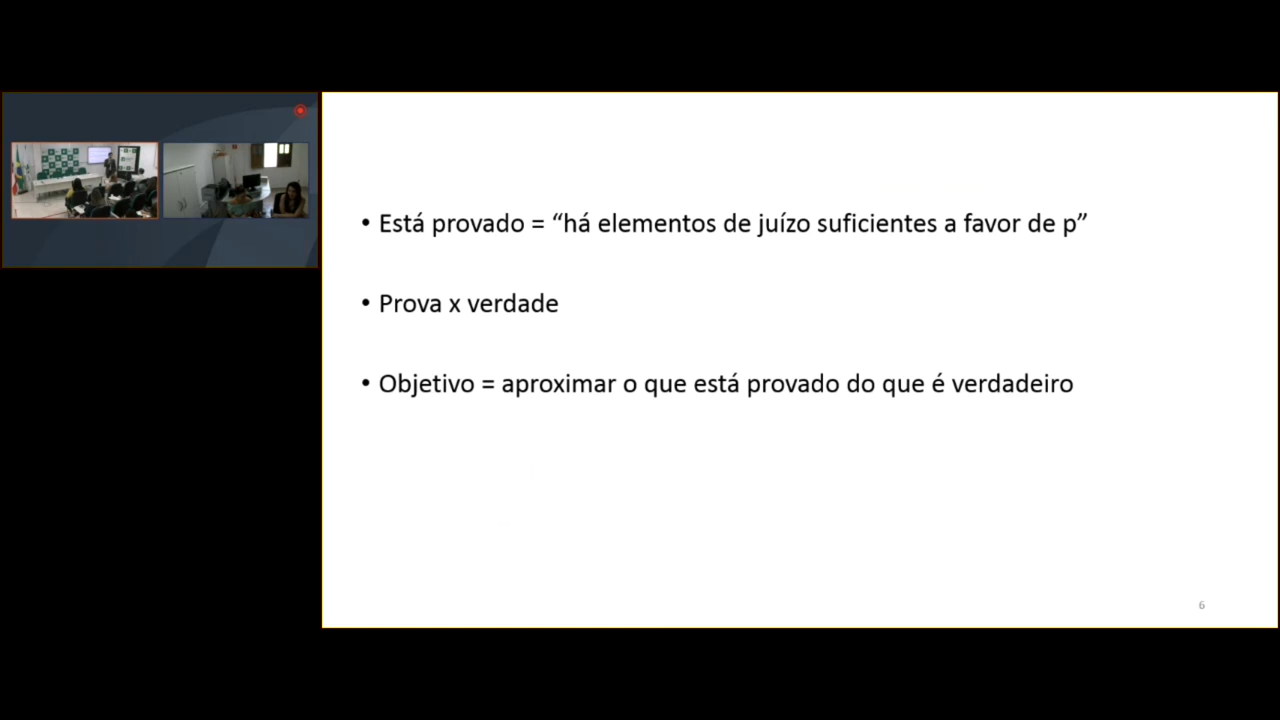 • Está provado = “há elementos de juízo suficientes a favor de p”
• Prova x verdade
• Objetivo = aproximar o que está provado do que é verdadeiro
6